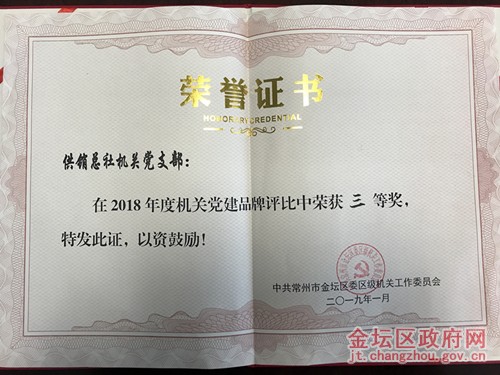 荣誉证书
HONORARY CREDENTIAL
供销总社机关党支部：
在2018年度机关党建品牌评比中荣获 三 等奖，
特发此证，以资鼓励！
中共常州市金坛区委区级机关工作委员会
二〇一九年一月
金坛区政府网
jt.changzhou.gov.cn